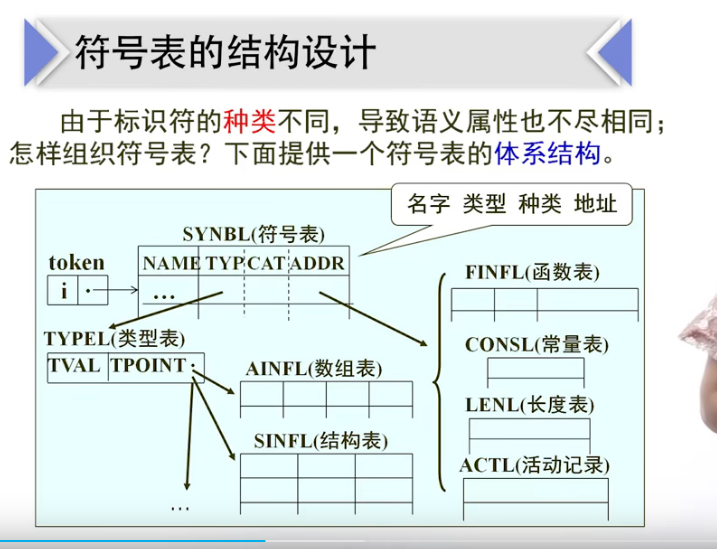 符号表的结构设计
由于标识符的种类不同，导致语义属性也不尽相同；
怎样组织符号表？下面提供一个符号表的体系结构。
名字 类型 种类 地址
SYNBL(符号表)
token
NAME TYP CAT ADDR
i ·
...
FINFL(函数表)
TYPEL(类型表)
TVAL TPOINT·
CONSL(常量表)
AINFL(数组表)
LENL(长度表)
SINFL(结构表)
ACTL(活动记录)
...